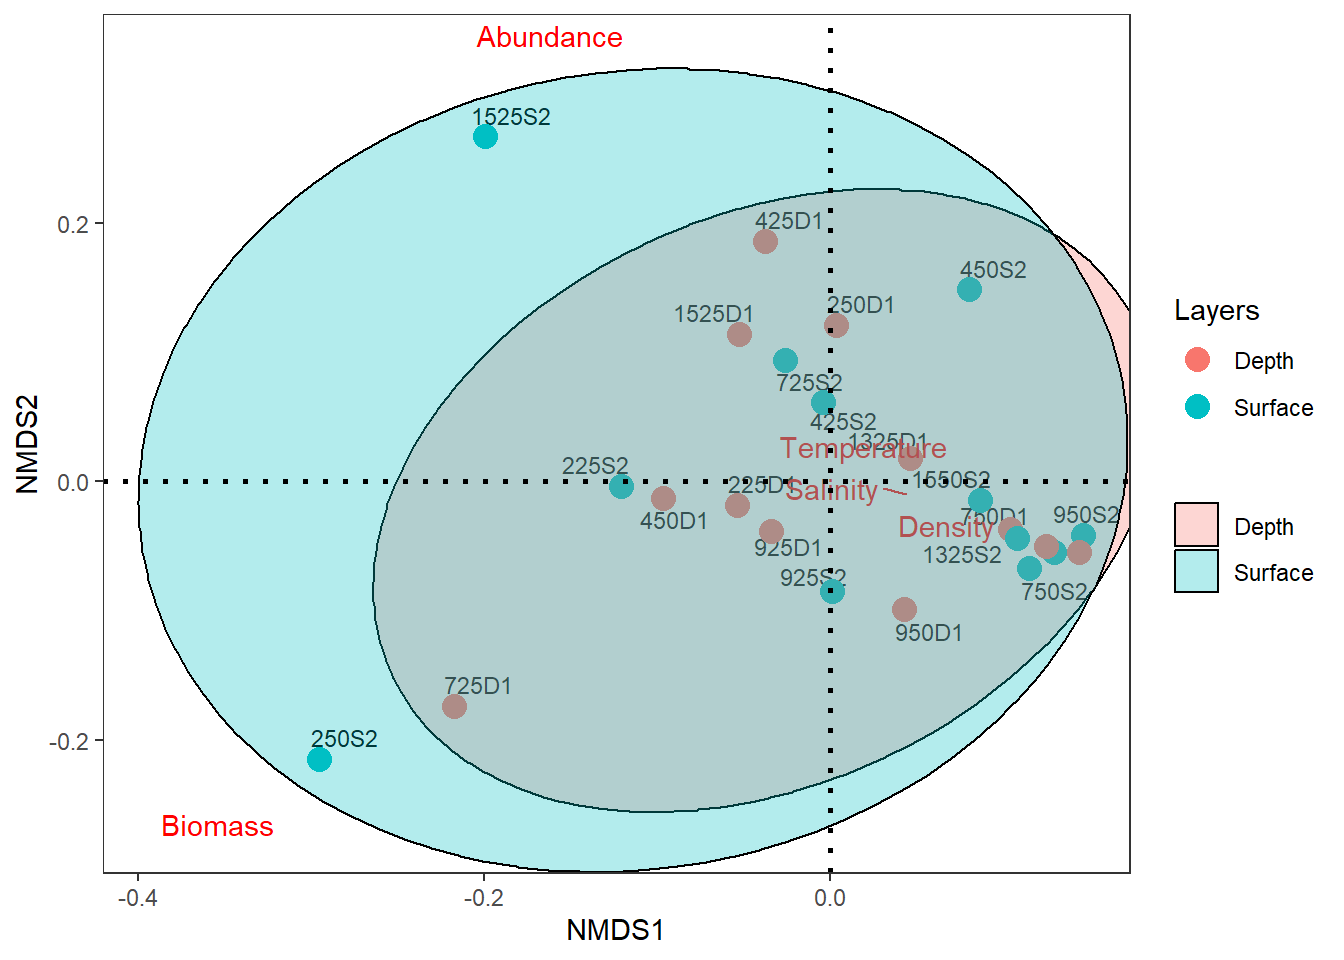 Abundance
1525S2
0.2
425D1
450S2
250D1
1525D1
Layers
725S2
Depth
425S2
Surface
1325D1
Temperature
NMDS2
225S2
1550S2
0.0
225D1
Salinity
450D1
750D1
950S2
Density
Depth
925D1
1325S2
925S2
Surface
750S2
950D1
725D1
250S2
-0.2
Biomass
-0.4
-0.2
0.0
NMDS1